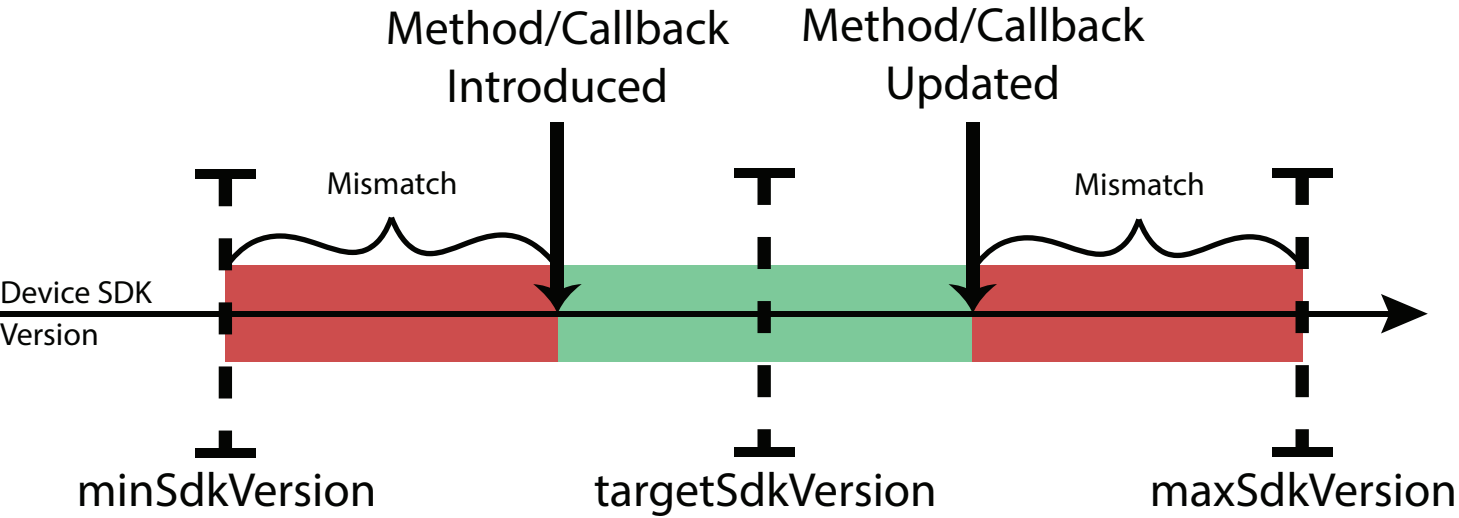 Method/Callback
Introduced
Method/Callback
Updated
Mismatch
Mismatch
Device SDK
Version
minSdkVersion
targetSdkVersion
maxSdkVersion